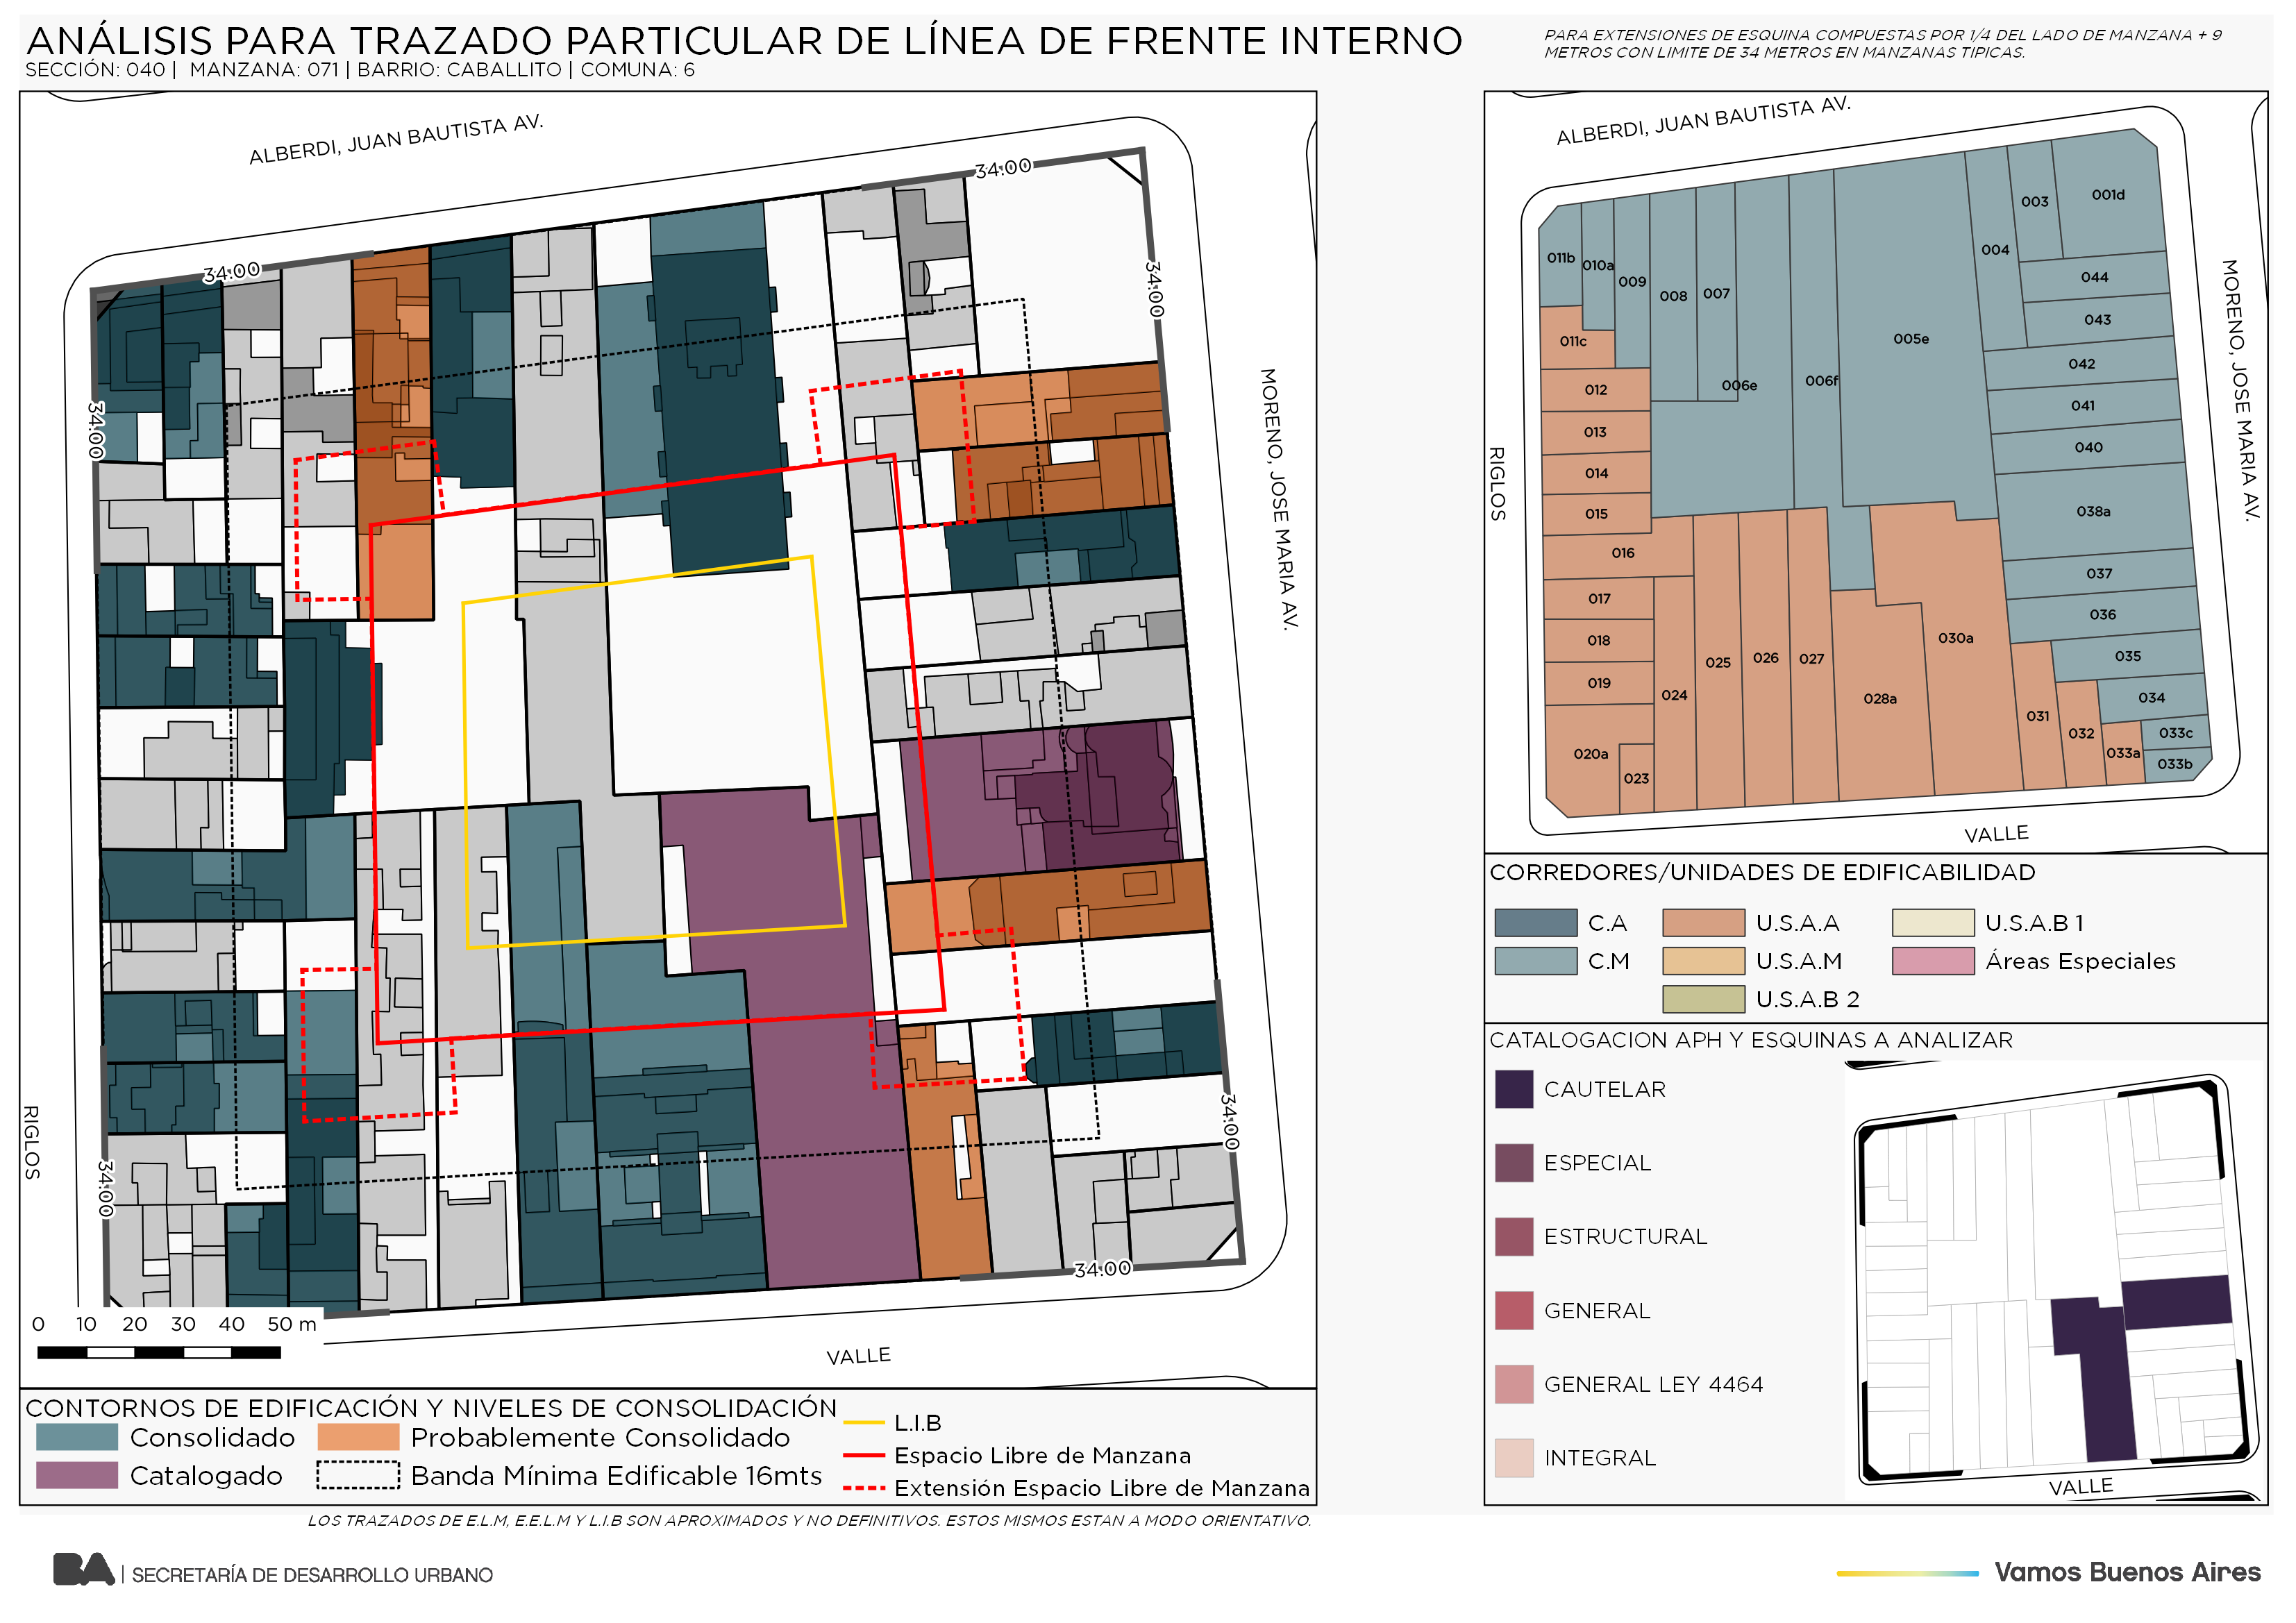 ANÁLISIS PARA TRAZADO PARTICULAR DE LÍNEA DE FRENTE INTERNO
SECCIÓN: 040 | MANZANA: 071 | BARRIO: CABALLITO | COMUNA: 6
PARA EXTENSIONES DE ESQUINA COMPUESTAS POR 1/4 DEL LADO DE MANZANA + 9
METROS CON LIMITE DE 34 METROS EN MANZANAS TIPICAS.
ALBERDI, JUAN BAUTISTA AV.
34:00
34:00
34:00
34:00
MORENO, JOSE MARIA AV.
RIGLOS
34:00
34:00
34:00
VALLE
0 10 20 30 40 50 m
CONTORNOS DE EDIFICACIÓN Y NIVELES DE CONSOLIDACIÓN
Consolidado
Probablemente Consolidado
Catalogado
Banda Mínima Edificable 16mts
L.I.B
Espacio Libre de Manzana
Extensión Espacio Libre de Manzana
LOS TRAZADOS DE E.L.M, E.E.L.M Y L.I.B SON APROXIMADOS Y NO DEFINITIVOS. ESTOS MISMOS ESTAN A MODO ORIENTATIVO.
ALBERDI, JUAN BAUTISTA AV.
MORENO, JOSE MARIA AV.
RIGLOS
VALLE
001d
003
004
005e
006f
006e
007
008
009
010a
011b
011c
012
013
014
015
016
017
018
019
020a
023
024
025
026
027
028a
030a
031
032
033a
033b
033c
034
035
036
037
038a
040
041
042
043
044
CORREDORES/UNIDADES DE EDIFICABILIDAD
C.A
U.S.A.A
U.S.A.B 1
C.M
U.S.A.M
Áreas Especiales
U.S.A.B 2
CATALOGACION APH Y ESQUINAS A ANALIZAR
CAUTELAR
ESPECIAL
ESTRUCTURAL
GENERAL
GENERAL LEY 4464
INTEGRAL
VALLE
BA | SECRETARÍA DE DESARROLLO URBANO
Vamos Buenos Aires